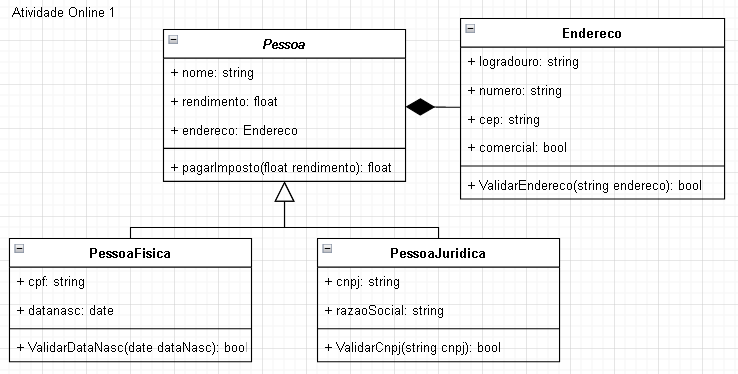 Atividade Online 1
Pessoa
+ nome: string
+ rendimento: float
+ endereco: Endereco
+ pagarImposto(float rendimento): float
Endereco
+ logradouro: string
+ numero: string
+ cep: string
+ comercial: bool
+ ValidarEndereco(string endereco): bool
PessoaFisica
+ cpf: string
+ datanasc: date
+ ValidarDataNasc(date dataNasc): bool
PessoaJuridica
+ cnpj: string
+ razaoSocial: string
+ ValidarCnpj(string cnpj): bool